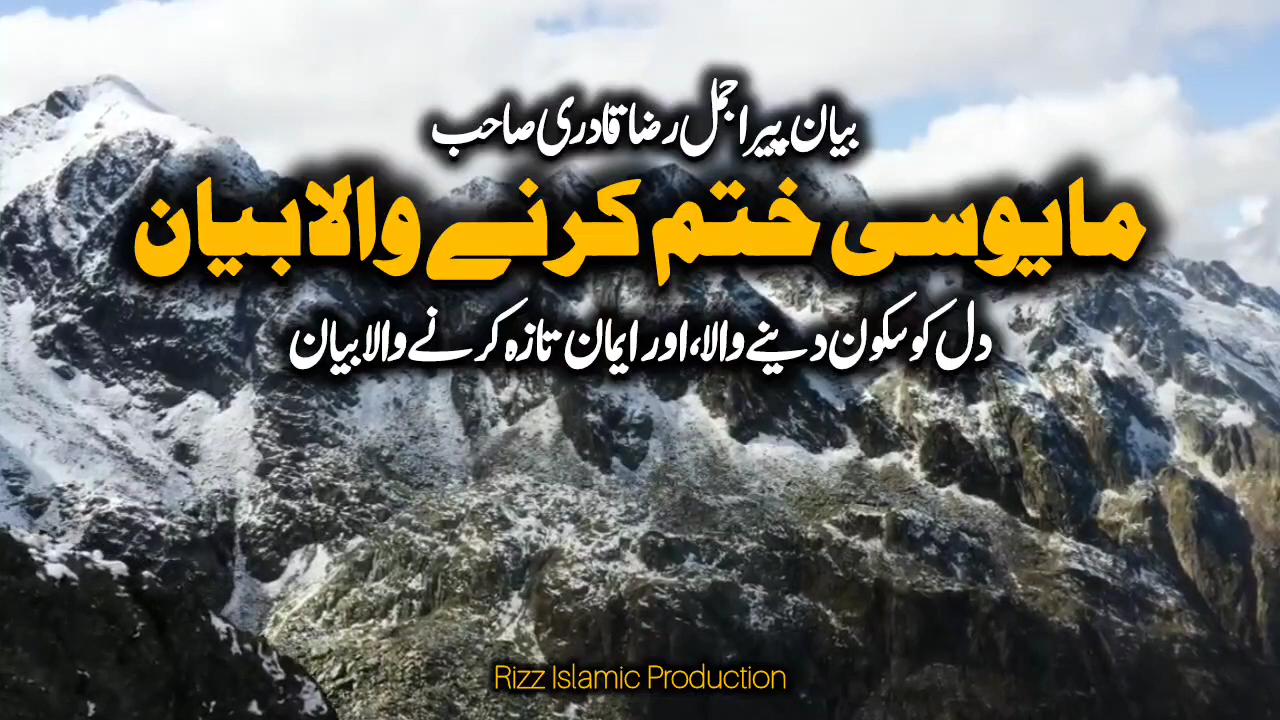 بیان پیر اجمل رضا قادری صاحب
مایوسی ختم کرنے والا بیان
دل کو سکون دینے والا، اور ایمان تازہ کرنے والا بیان
Rizz Islamic Production